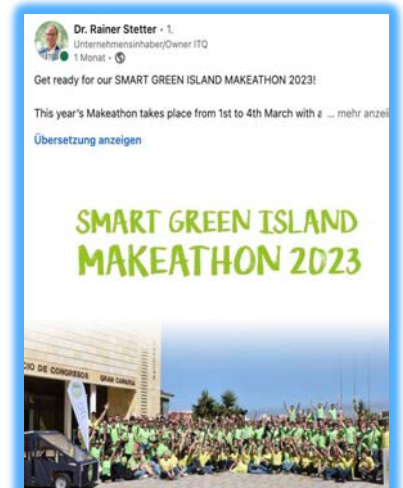 Dr. Rainer Stetter • 1.
Unternehmensinhaber/Owner ITQ
1 Monat •
Get ready for our SMART GREEN ISLAND MAKEATHON 2023!
This year's Makeathon takes place from 1st to 4th March with a ... mehr anzei
Übersetzung anzeigen
SMART GREEN ISLAND
MAKEATHON 2023
CIO DE CONGRESOS GRAN CANARIA